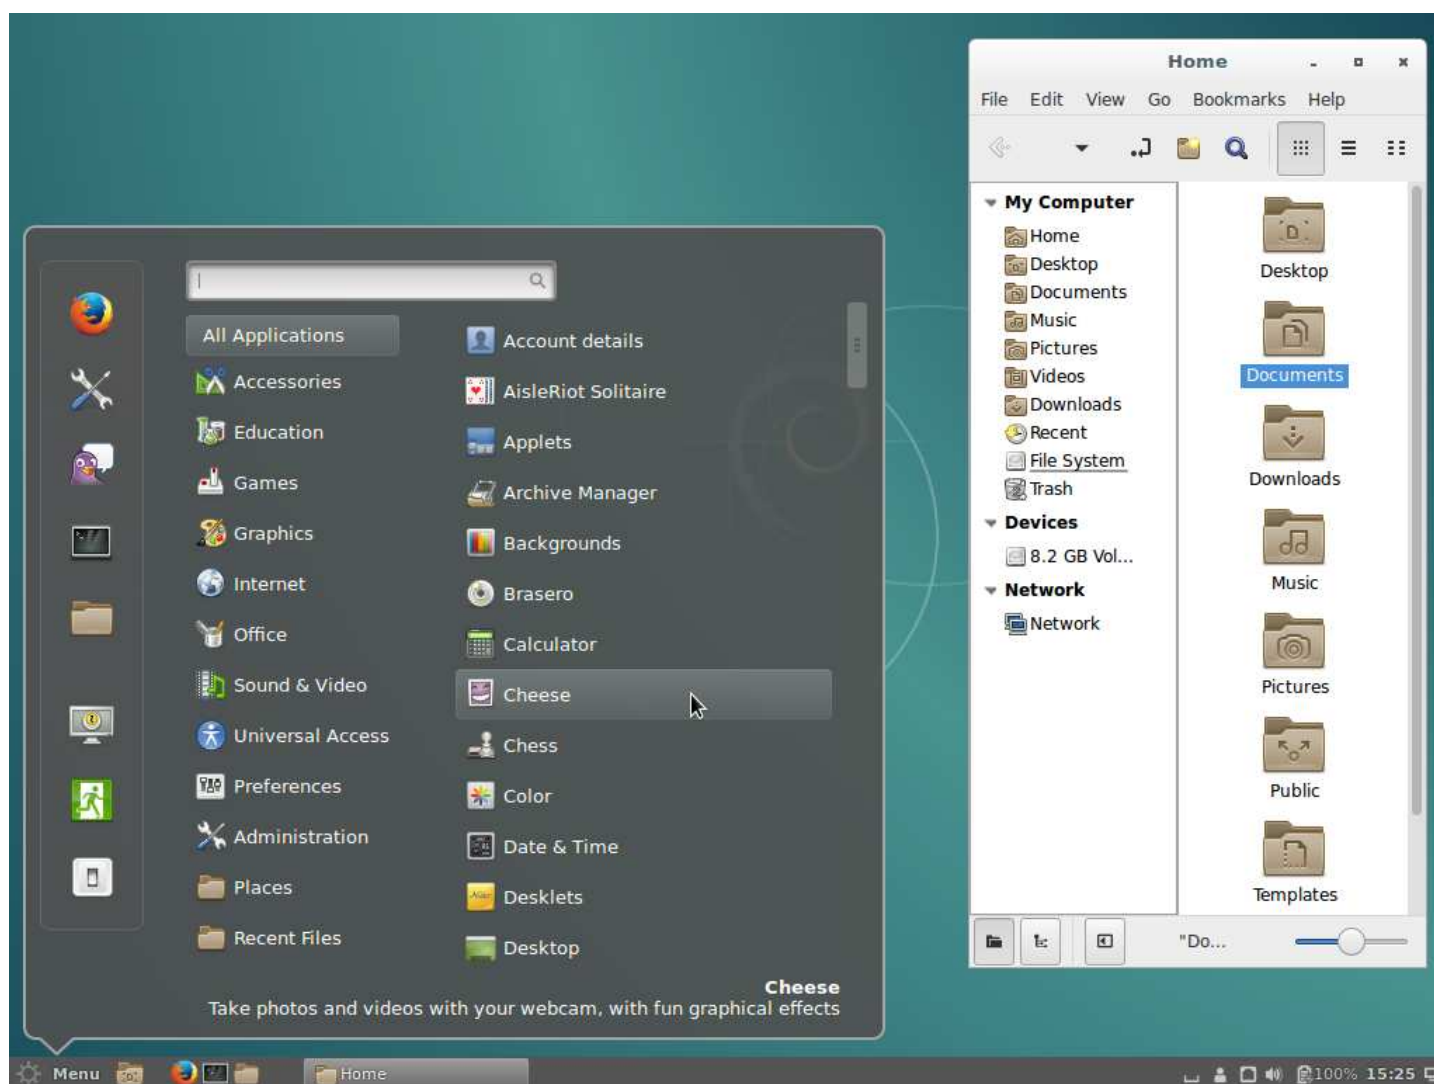 Home
File Edit View Go Bookmarks Help
My Computer
Home
Desktop
Documents
Music
Pictures
Videos
Downloads
Recent
File System
Trash
Devices
8.2 GB Vol...
Network
Network
Desktop
Documents
Downloads
Music
Pictures
Public
Templates
"Do...
All Applications
Accessories
Education
Games
Graphics
Internet
Office
Sound & Video
Universal Access
Preferences
Administration
Places
Recent Files
Account details
AisleRiot Solitaire
Applets
Archive Manager
Backgrounds
Brasero
Calculator
Cheese
Chess
Color
Date & Time
Desklets
Desktop
Cheese
Take photos and videos with your webcam, with fun graphical effects
Menu
Home
100% 15:25